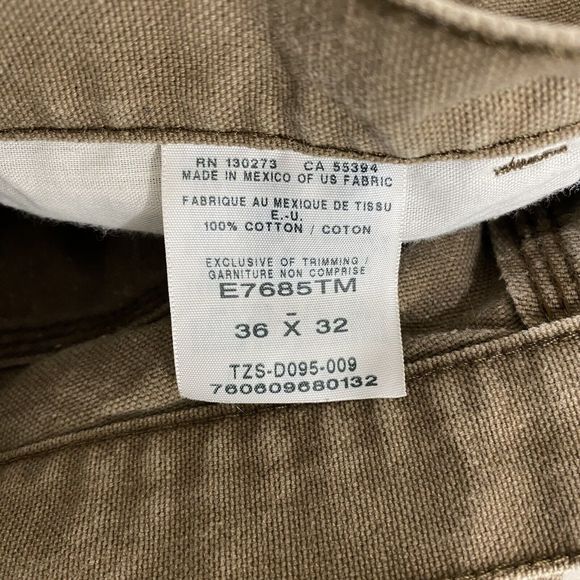 RN 130273 CA 55394
MADE IN MEXICO OF US FABRIC
FABRIQUE AU MEXIQUE DE TISSU
E.-U.
100% COTTON / COTON
EXCLUSIVE OF TRIMMING /
GARNITURE NON COMPRISE
E7685TM
-
36 X 32
TZS-D095-009
760609680132